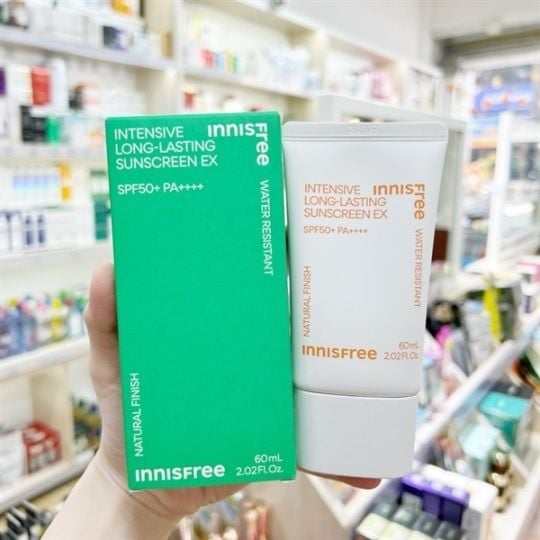 INTENSIVE
LONG-LASTING
SUNSCREEN EX
SPF50+ PA++++
INNISFree
WATER RESISTANT
NATURAL FINISH
INNISFree
60mL
2.02Fl.Oz.
INTENSIVE
LONG-LASTING
SUNSCREEN EX
SPF50+ PA++++
INNISFree
WATER RESISTANT
NATURAL FINISH
INNISFree
60mL
2.02Fl.Oz.